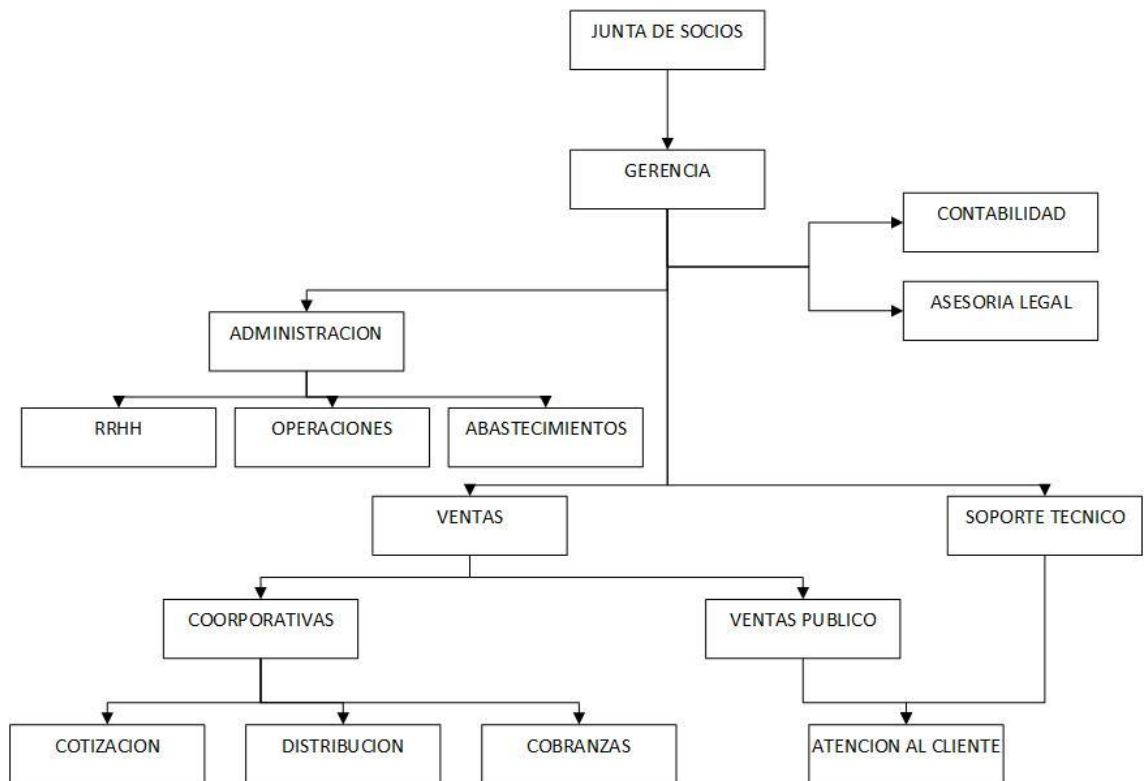 JUNTA DE SOCIOS
GERENCIA
CONTABILIDAD
ASESORIA LEGAL
ADMINISTRACION
RRHH
OPERACIONES
ABASTECIMIENTOS
VENTAS
SOPORTE TECNICO
COORPORATIVAS
VENTAS PUBLICO
COTIZACION
DISTRIBUCION
COBRANZAS
ATENCION AL CLIENTE